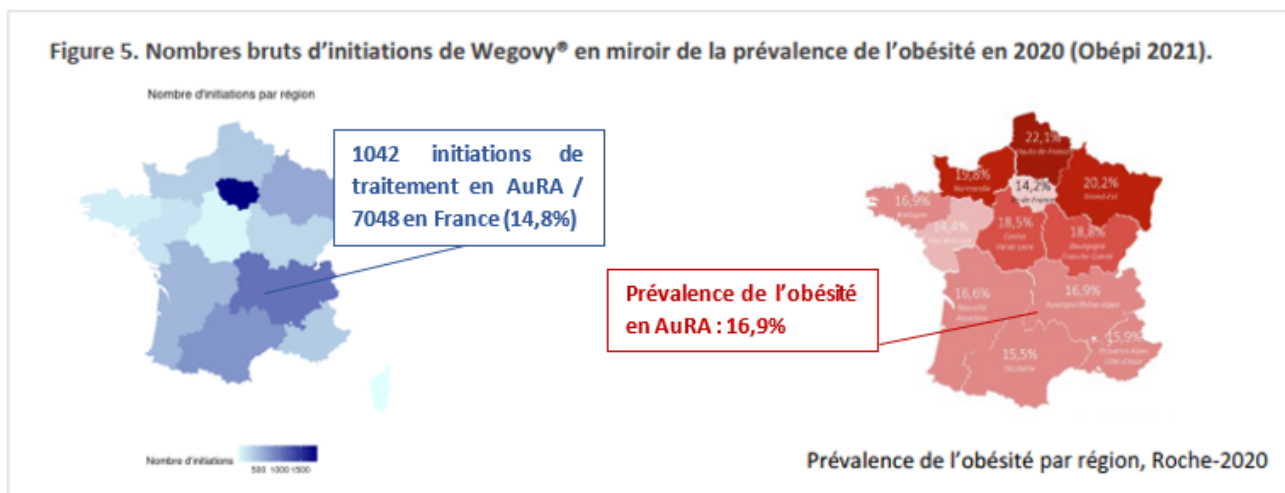 Figure 5. Nombres bruts d'initiations de Wegovy® en miroir de la prévalence de l'obésité en 2020 (Obépi 2021).
Nombre d'initiations par région
1042 initiations de
traitement en AuRA /
7048 en France (14,8%)
Nombre d'initiations
500 1000 1500
22,1%
Hauts-de-France
19,8%
Normandie
14,2%
Ile-de-France
20,2%
Grand-Est
16,9%
Bretagne
14,4%
18,5%
Centre
Val de Loire
18,8%
Bourgogne
Franche-Comté
Prévalence de l'obésité
en AuRA : 16,9%
16,6%
Nouvelle
Aquitaine
16,9%
Auvergne-Rhône-Alpes
15,9%
Provence-Alpes
Côte d'Azur
15,5%
Occitanie
Prévalence de l'obésité par région, Roche-2020